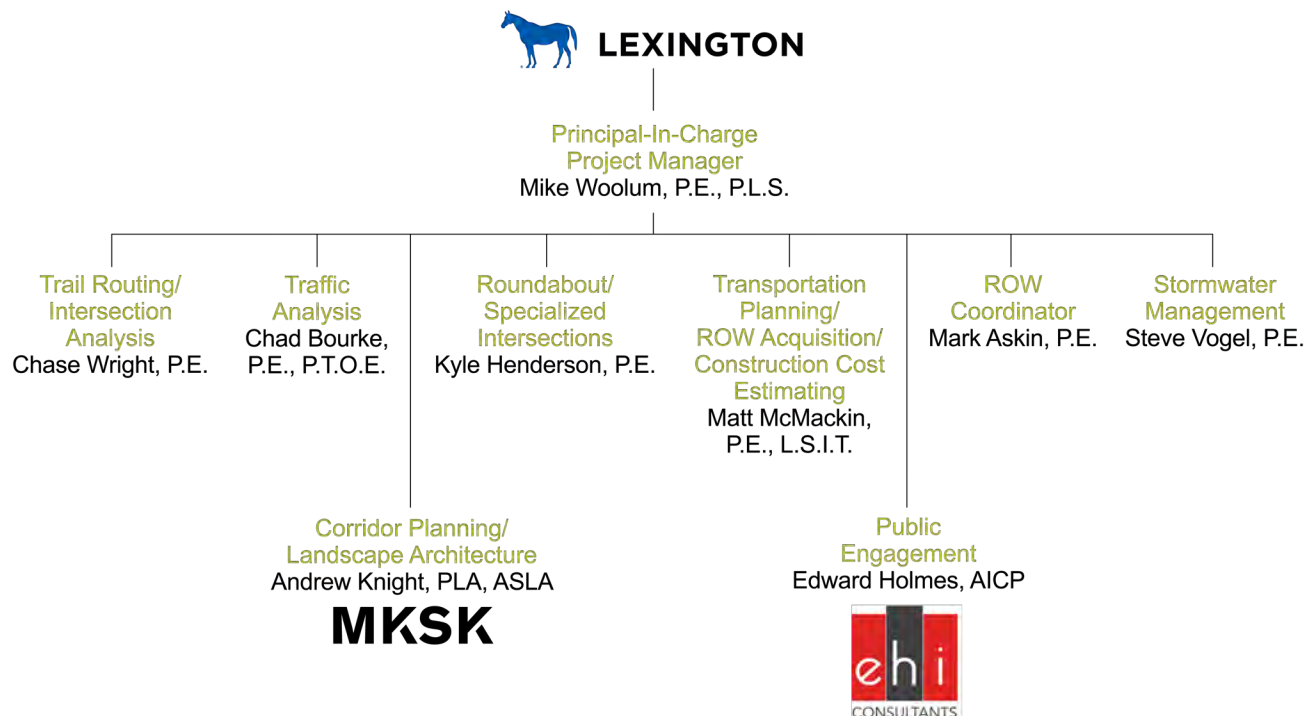 LEXINGTON
Principal-In-Charge
Project Manager
Mike Woolum, P.E., P.L.S.
Trail Routing/
Intersection
Analysis
Chase Wright, P.E.
Traffic
Analysis
Chad Bourke,
P.E., P.T.O.E.
Roundabout/
Specialized
Intersections
Kyle Henderson, P.E.
Transportation
Planning/
ROW Acquisition/
Construction Cost
Estimating
Matt McMackin,
P.E., L.S.I.T.
ROW
Coordinator
Mark Askin, P.E.
Stormwater
Management
Steve Vogel, P.E.
Corridor Planning/
Landscape Architecture
Andrew Knight, PLA, ASLA
MKSK
Public
Engagement
Edward Holmes, AICP
ehi
CONSULTANTS